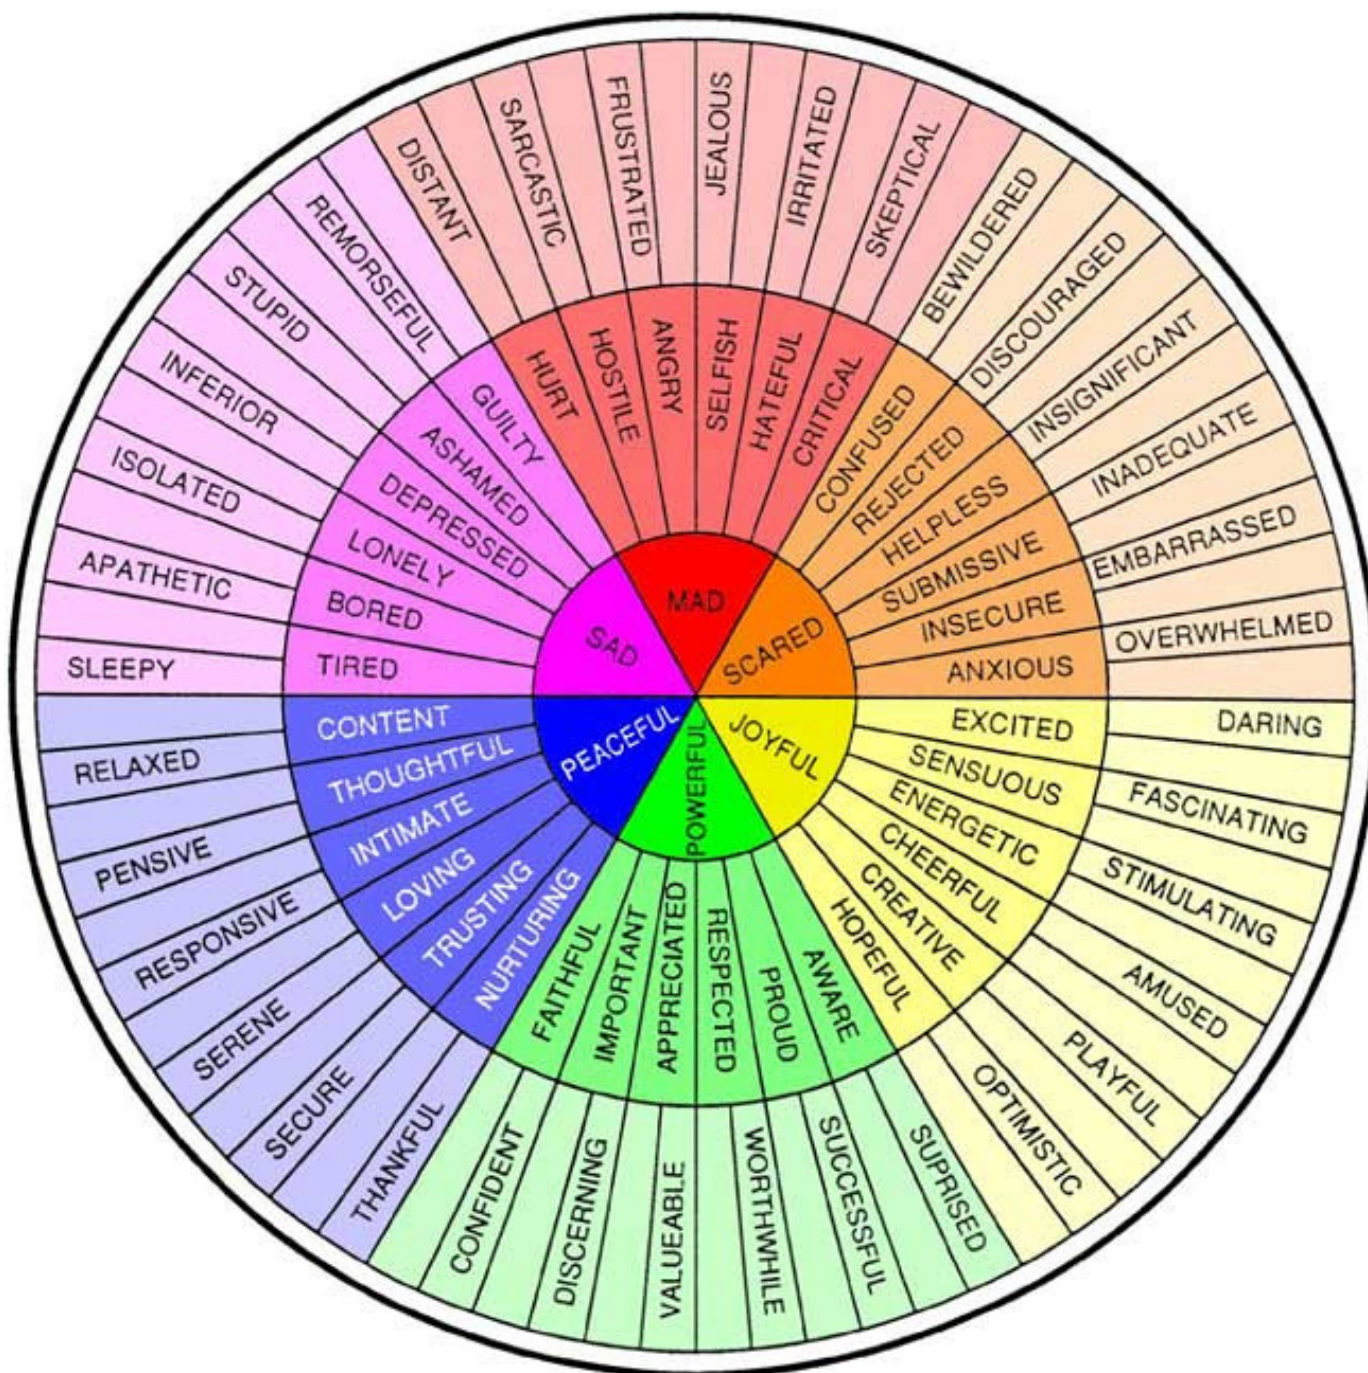 MAD
SCARED
JOYFUL
POWERFUL
PEACEFUL
SAD
HURT
HOSTILE
ANGRY
SELFISH
HATEFUL
CRITICAL
CONFUSED
REJECTED
HELPLESS
SUBMISSIVE
INSECURE
ANXIOUS
EXCITED
SENSUOUS
ENERGETIC
CHEERFUL
CREATIVE
HOPEFUL
AWARE
PROUD
RESPECTED
APPRECIATED
IMPORTANT
FAITHFUL
NURTURING
TRUSTING
LOVING
INTIMATE
THOUGHTFUL
CONTENT
TIRED
BORED
LONELY
DEPRESSED
ASHAMED
GUILTY
DISTANT
SARCASTIC
FRUSTRATED
JEALOUS
IRRITATED
SKEPTICAL
BEWILDERED
DISCOURAGED
INSIGNIFICANT
INADEQUATE
EMBARRASSED
OVERWHELMED
DARING
FASCINATING
STIMULATING
AMUSED
PLAYFUL
OPTIMISTIC
SUPRISED
SUCCESSFUL
WORTHWHILE
VALUEABLE
DISCERNING
CONFIDENT
THANKFUL
SECURE
SERENE
RESPONSIVE
PENSIVE
RELAXED
SLEEPY
APATHETIC
ISOLATED
INFERIOR
STUPID
REMORSEFUL